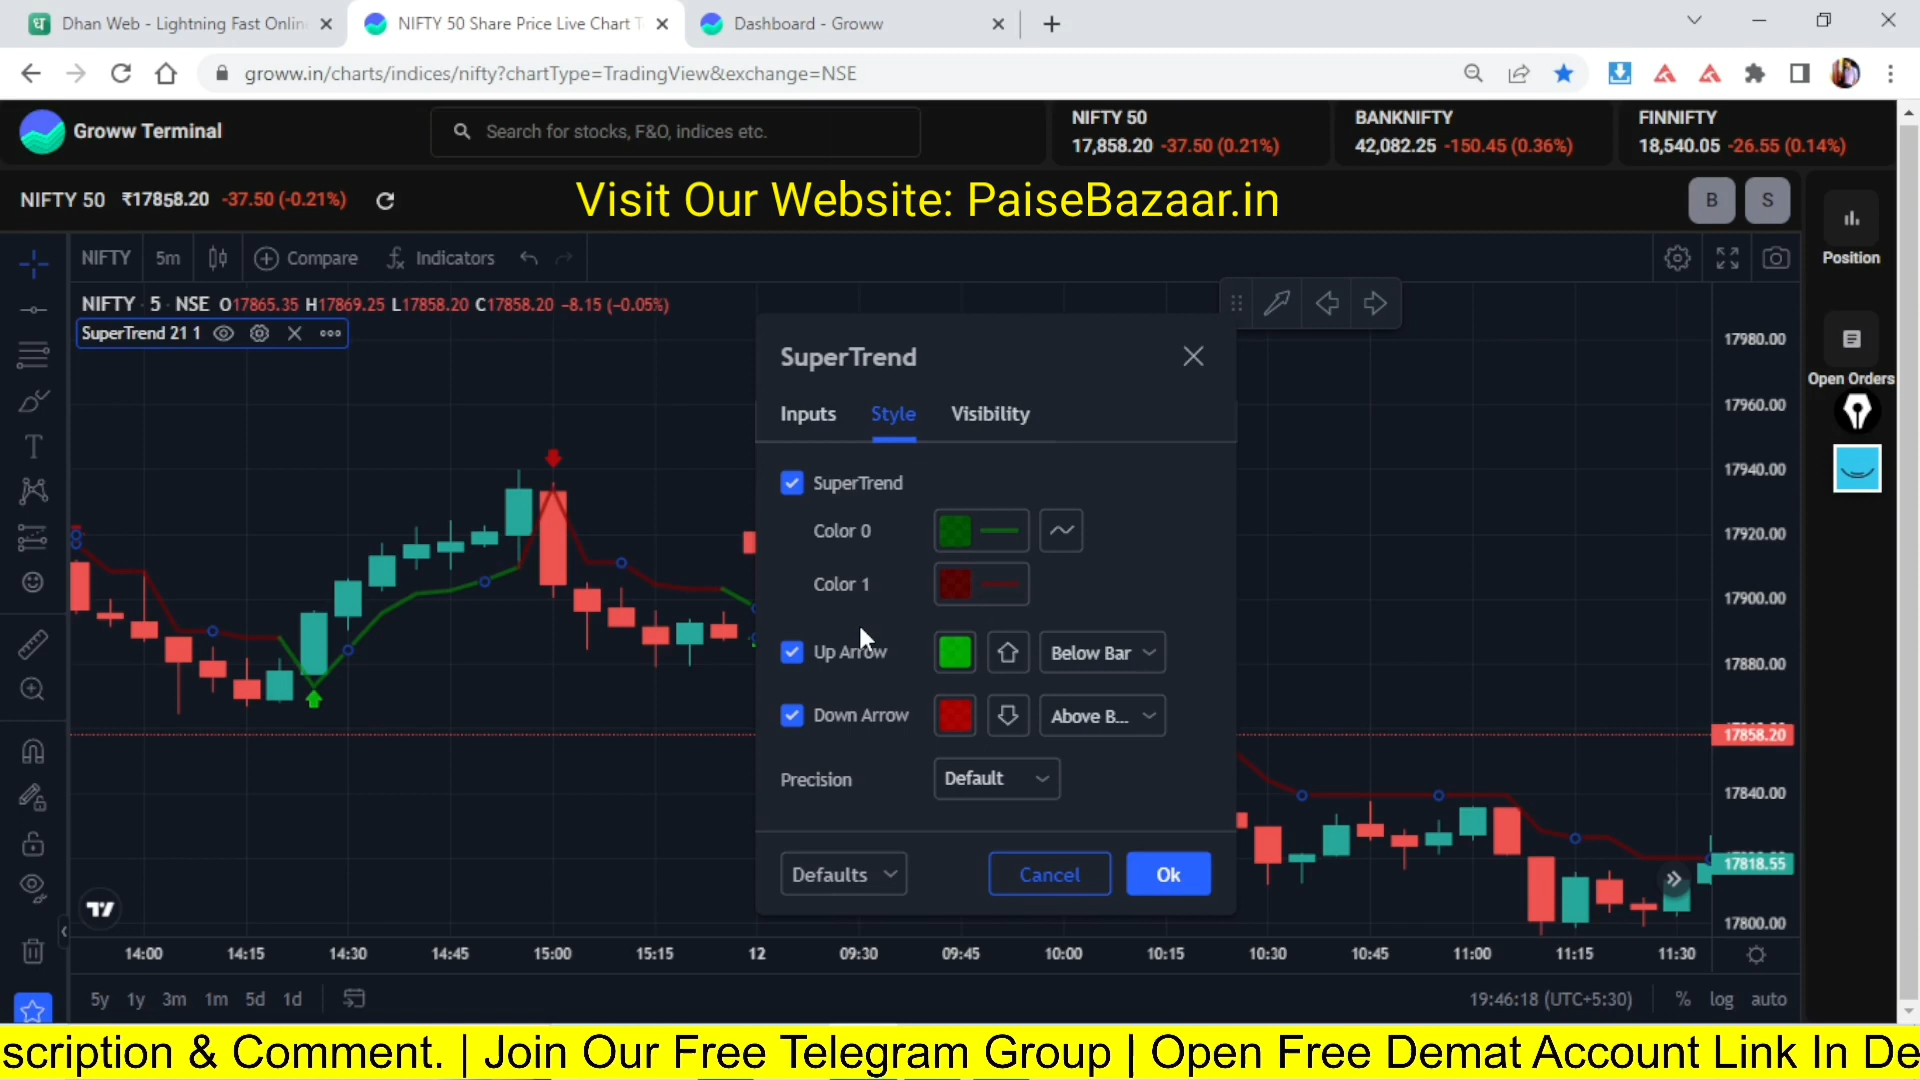 Dhan Web - Lightning Fast Onlin
NIFTY 50 Share Price Live Chart T
Dashboard - Groww
groww.in/charts/indices/nifty?chartType=TradingView&exchange=NSE
Groww Terminal
Search for stocks, F&O, indices etc.
NIFTY 50
17,858.20 -37.50 (0.21%)
BANKNIFTY
42,082.25 -150.45 (0.36%)
FINNIFTY
18,540.05 -26.55 (0.14%)
NIFTY 50 ₹17858.20 -37.50 (-0.21%)
Visit Our Website: PaiseBazaar.in
B
S
Position
NIFTY 5m Compare Indicators
NIFTY · 5 · NSE O17865.35 H17869.25 L17858.20 C17858.20 -8.15 (-0.05%)
SuperTrend 21 1
SuperTrend
Inputs Style Visibility
SuperTrend
Color 0
Color 1
Up Arrow Below Bar
Down Arrow Above B...
Precision Default
Defaults Cancel Ok
17980.00
17960.00
17940.00
17920.00
17900.00
17880.00
17858.20
17840.00
17818.55
17800.00
Open Orders
14:00 14:15 14:30 14:45 15:00 15:15 12 09:30 09:45 10:00 10:15 10:30 10:45 11:00 11:15 11:30
5y 1y 3m 1m 5d 1d
19:46:18 (UTC+5:30) % log auto
scription & Comment. | Join Our Free Telegram Group | Open Free Demat Account Link In De